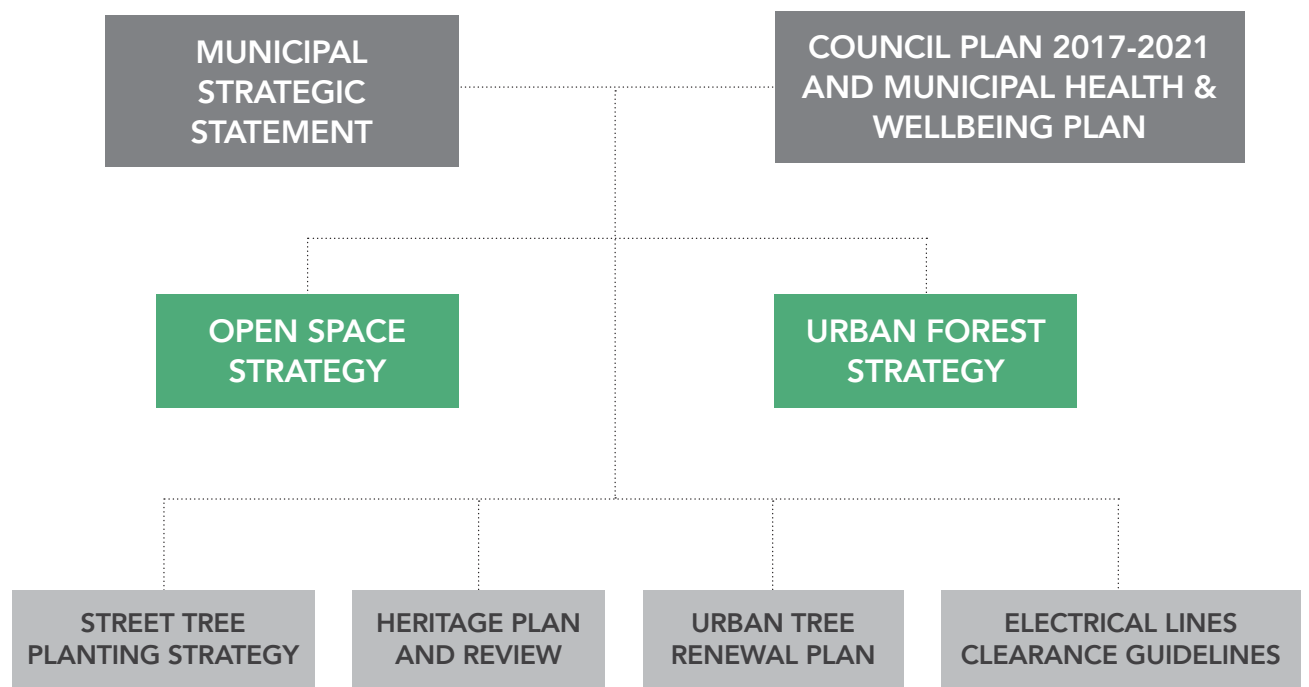 MUNICIPAL
STRATEGIC
STATEMENT
COUNCIL PLAN 2017-2021
AND MUNICIPAL HEALTH &
WELLBEING PLAN
OPEN SPACE
STRATEGY
URBAN FOREST
STRATEGY
STREET TREE
PLANTING STRATEGY
HERITAGE PLAN
AND REVIEW
URBAN TREE
RENEWAL PLAN
ELECTRICAL LINES
CLEARANCE GUIDELINES